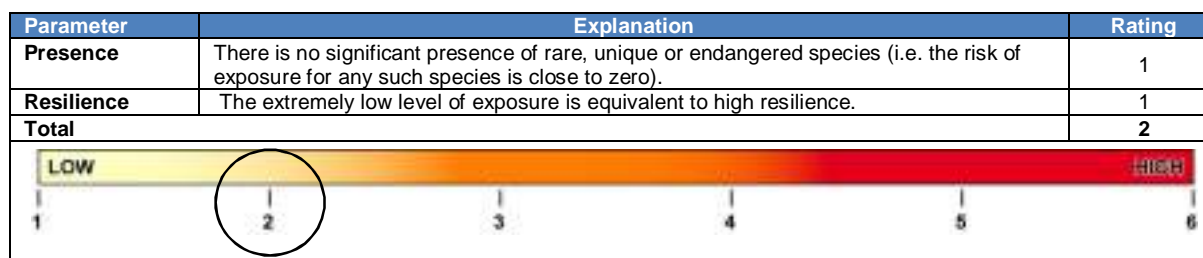 Parameter Explanation Rating
Presence There is no significant presence of rare, unique or endangered species (i.e. the risk of
exposure for any such species is close to zero). 1
Resilience The extremely low level of exposure is equivalent to high resilience. 1
Total 2
LOW HIGH
1 2 3 4 5 6